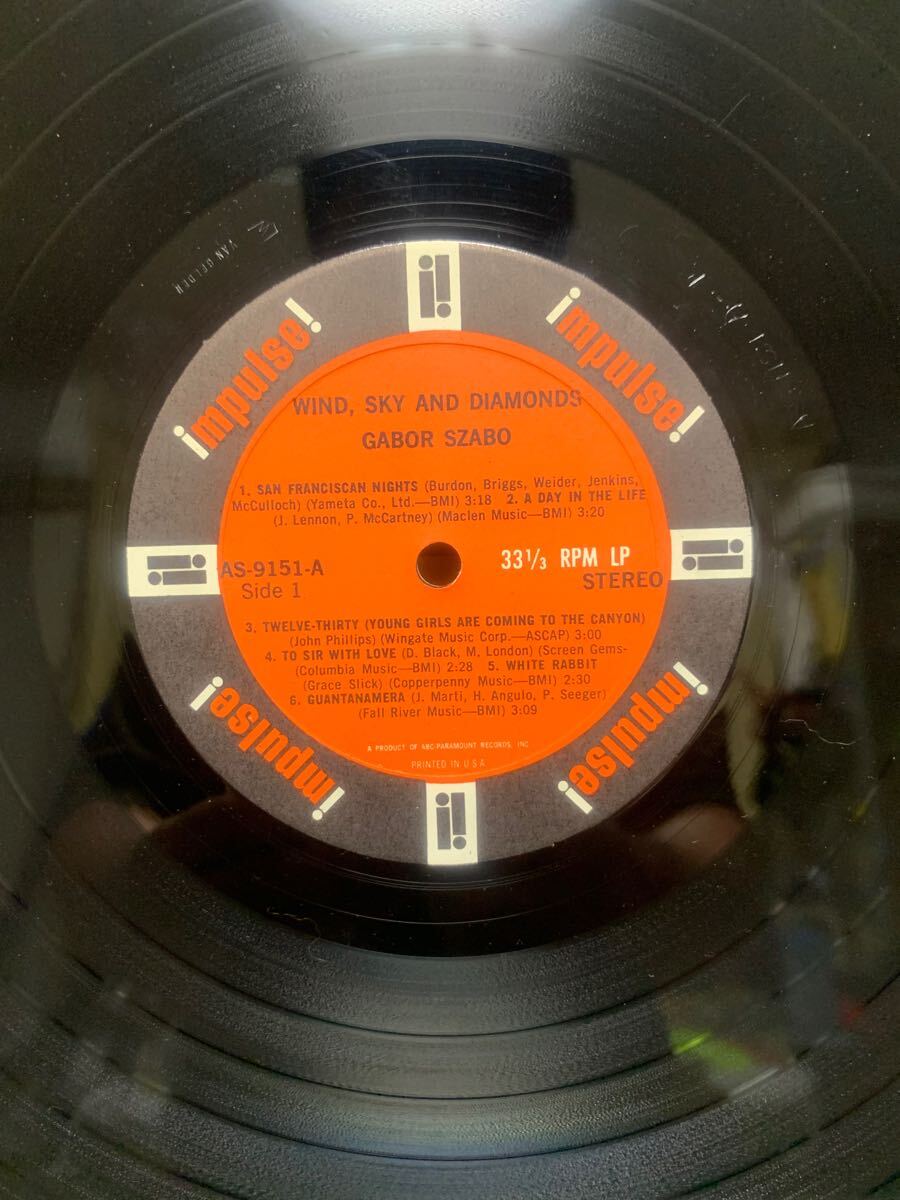 VAN GELDER
impulse!
impulse!
WIND, SKY AND DIAMONDS
GABOR SZABO
1. SAN FRANCISCAN NIGHTS (Burdon, Briggs, Weider, Jenkins,
McCulloch) (Yameta Co., Ltd.—BMI) 3:18 2. A DAY IN THE LIFE
(J. Lennon, P. McCartney) (Maclen Music—BMI) 3:20
AS-9151-A
Side 1
33⅓ RPM LP
STEREO
3. TWELVE-THIRTY (YOUNG GIRLS ARE COMING TO THE CANYON)
(John Phillips) (Wingate Music Corp.—ASCAP) 3:00
4. TO SIR WITH LOVE (D. Black, M. London) (Screen Gems-
(Columbia Music—BMI) 2:28 5. WHITE RABBIT
(Grace Slick) (Copperpenny Music—BMI) 2:30
6. GUANTANAMERA (J. Marti, H. Angulo, P. Seeger)
(Fall River Music—BMI) 3:09
A PRODUCT OF ABC-PARAMOUNT RECORDS, INC
PRINTED IN U.S.A.
impulse!
impulse!